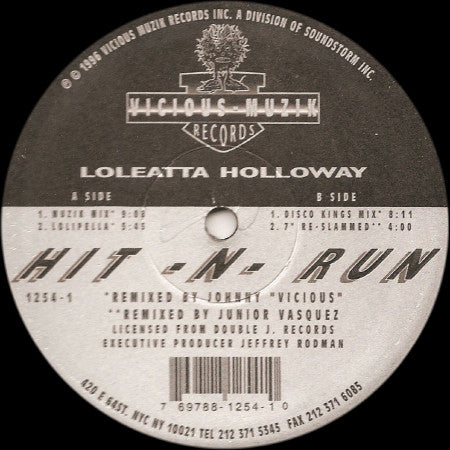 ℗ © 1996 VICIOUS MUZIK RECORDS INC. A DIVISION OF SOUNDSTORM INC.
VICIOUS-MUZIK
RECORDS
LOLEATTA HOLLOWAY
A SIDE
1. MUZIK MIX* 9:08
2. LOLIPELLA* 5:45
B SIDE
1. DISCO KINGS MIX* 8:11
2. 7" RE-SLAMMED** 4:00
HIT -N- RUN
1254-1
*REMIXED BY JOHNNY "VICIOUS"
**REMIXED BY JUNIOR VASQUEZ
LICENSED FROM DOUBLE J. RECORDS
EXECUTIVE PRODUCER JEFFREY RODMAN
7 69788-1254-1 0
420 E 64ST. NYC NY 10021 TEL 212 371 5345 FAX 212 371 6085